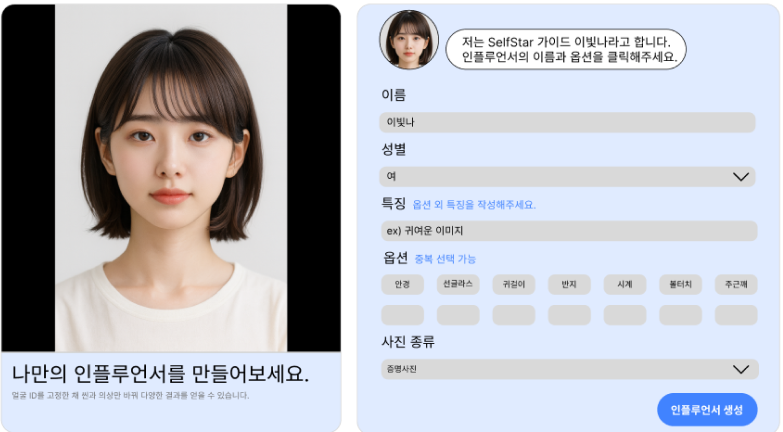 나만의 인플루언서를 만들어보세요.
얼굴 ID를 고정한 채 씬과 의상만 바꿔 다양한 결과를 얻을 수 있습니다.
저는 SelfStar 가이드 이빛나라고 합니다.
인플루언서의 이름과 옵션을 클릭해주세요.
이름
이빛나
성별
여
특징 옵션 외 특징을 작성해주세요.
ex) 귀여운 이미지
옵션 중복 선택 가능
안경 선글라스 귀걸이 반지 시계 볼터치 주근깨
사진 종류
증명사진
인플루언서 생성